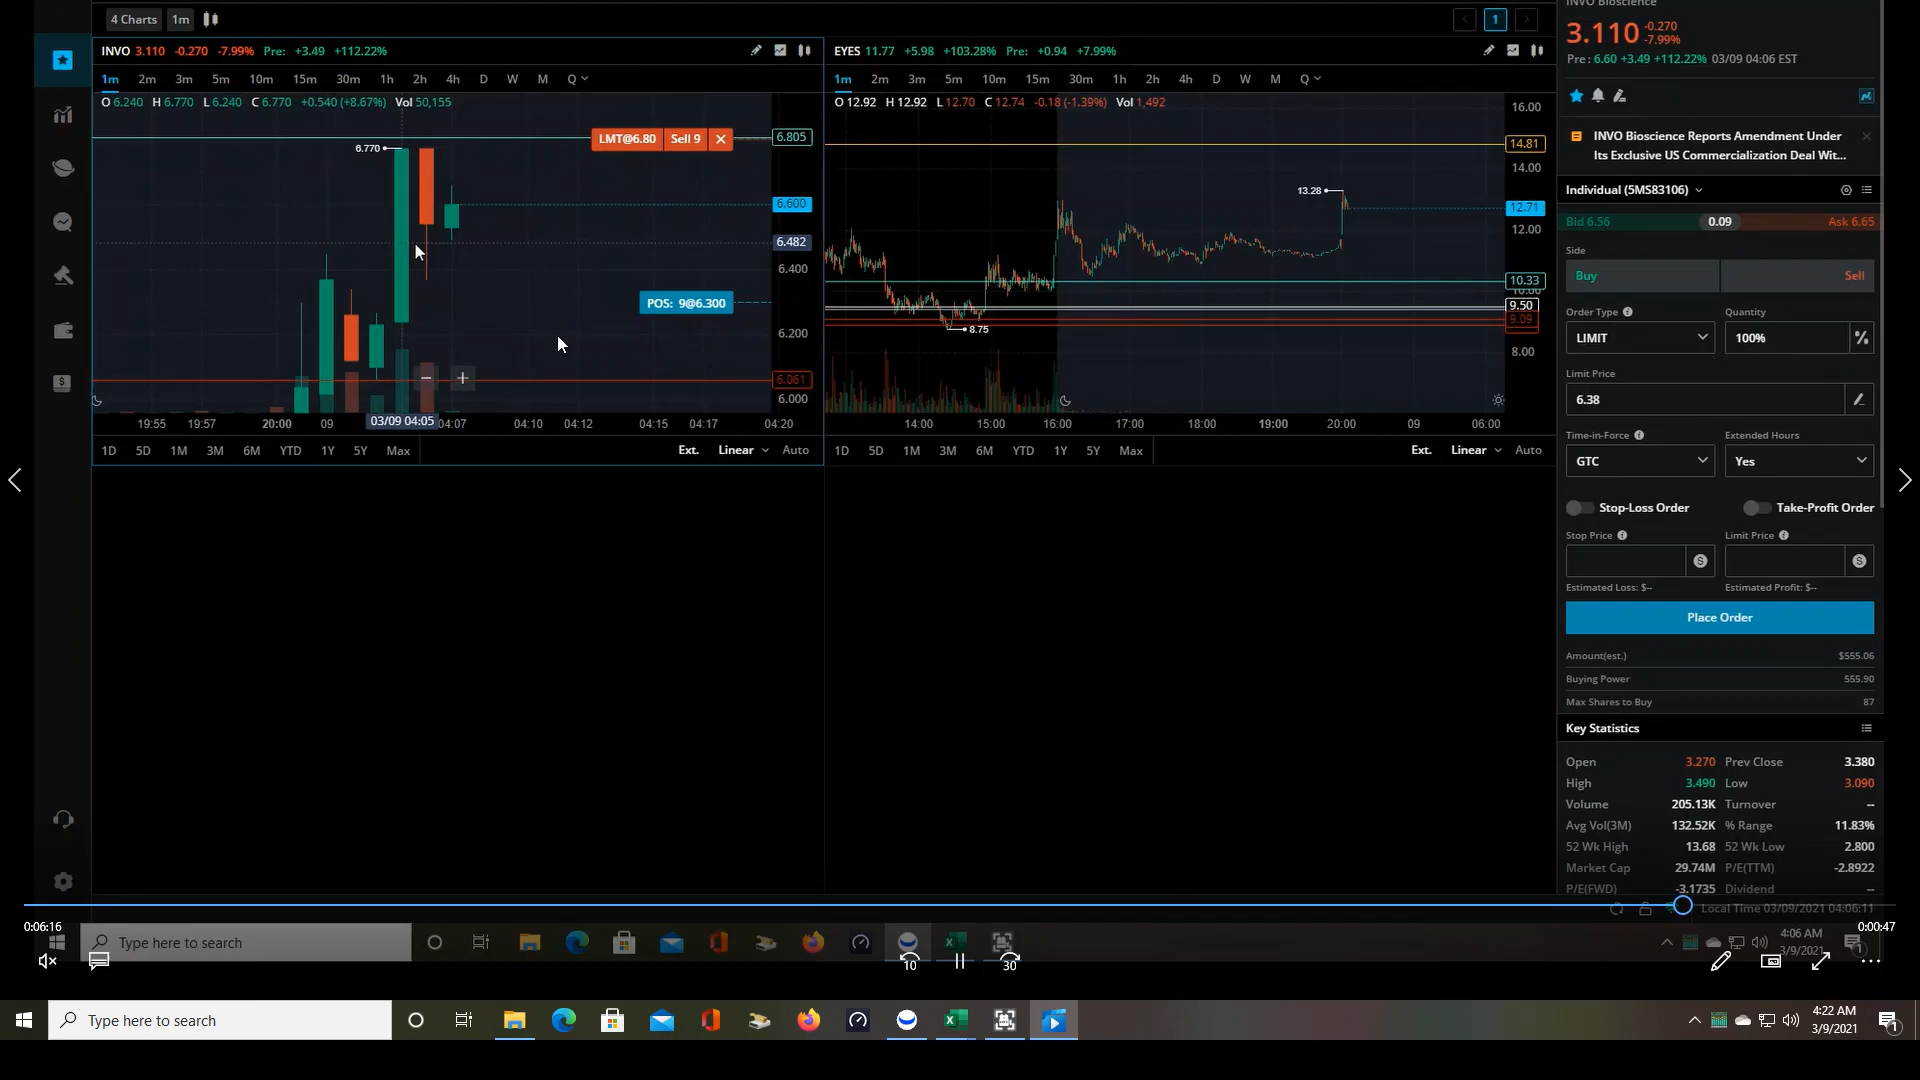 4 Charts 1m
1
INVO 3.110 -0.270 -7.99% Pre: +3.49 +112.22%
1m 2m 3m 5m 10m 15m 30m 1h 2h 4h D W M Q
O 6.240 H 6.770 L 6.240 C 6.770 +0.540 (+8.67%) Vol 50,155
LMT@6.80 Sell 9
6.805
6.770
6.600
6.482
6.400
POS: 9@6.300
6.200
6.061
6.000
19:55 19:57 20:00 09 03/09 04:05 04:07 04:10 04:12 04:15 04:17 04:20
1D 5D 1M 3M 6M YTD 1Y 5Y Max Ext. Linear Auto
EYES 11.77 +5.98 +103.28% Pre: +0.94 +7.99%
1m 2m 3m 5m 10m 15m 30m 1h 2h 4h D W M Q
O 12.92 H 12.92 L 12.70 C 12.74 -0.18 (-1.39%) Vol 1,492
16.00
14.81
14.00
13.28
12.71
12.00
10.33
9.50
9.09
8.75
8.00
14:00 15:00 16:00 17:00 18:00 19:00 20:00 09 06:00
1D 5D 1M 3M 6M YTD 1Y 5Y Max Ext. Linear Auto
INVO Bioscience
3.110 -0.270
-7.99%
Pre: 6.60 +3.49 +112.22% 03/09 04:06 EST
INVO Bioscience Reports Amendment Under
Its Exclusive US Commercialization Deal Wit...
Individual (5MS83106)
Bid 6.56 0.09 Ask 6.65
Side
Buy Sell
Order Type Quantity
LIMIT 100%
Limit Price
6.38
Time-in-Force Extended Hours
GTC Yes
Stop-Loss Order Take-Profit Order
Stop Price Limit Price
Estimated Loss: $-- Estimated Profit: $--
Place Order
Amount(est.) $555.06
Buying Power 555.90
Max Shares to Buy 87
Key Statistics
Open 3.270 Prev Close 3.380
High 3.490 Low 3.090
Volume 205.13K Turnover --
Avg Vol(3M) 132.52K % Range 11.83%
52 Wk High 13.68 52 Wk Low 2.800
Market Cap 29.74M P/E(TTM) -2.8922
P/E(FWD) -3.1735 Dividend --
Local Time 03/09/2021 04:06:11
0:06:16 0:00:47
Type here to search
4:06 AM
3/9/2021
10 30
Type here to search
4:22 AM
3/9/2021
1